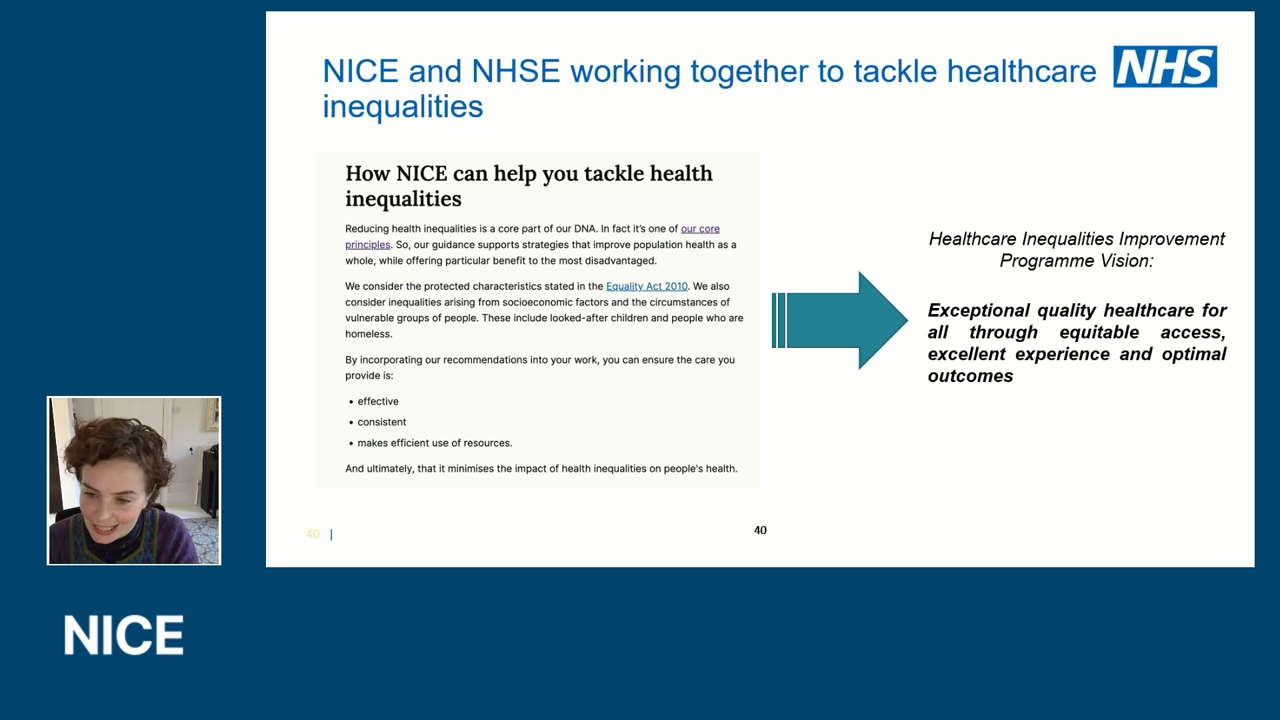 NICE and NHSE working together to tackle healthcare
inequalities
NHS
How NICE can help you tackle health
inequalities
Reducing health inequalities is a core part of our DNA. In fact it's one of our core
principles. So, our guidance supports strategies that improve population health as a
whole, while offering particular benefit to the most disadvantaged.
We consider the protected characteristics stated in the Equality Act 2010. We also
consider inequalities arising from socioeconomic factors and the circumstances of
vulnerable groups of people. These include looked-after children and people who are
homeless.
By incorporating our recommendations into your work, you can ensure the care you
provide is:
• effective
• consistent
• makes efficient use of resources.
And ultimately, that it minimises the impact of health inequalities on people's health.
Healthcare Inequalities Improvement
Programme Vision:
Exceptional quality healthcare for
all through equitable access,
excellent experience and optimal
outcomes
40 |
40
NICE